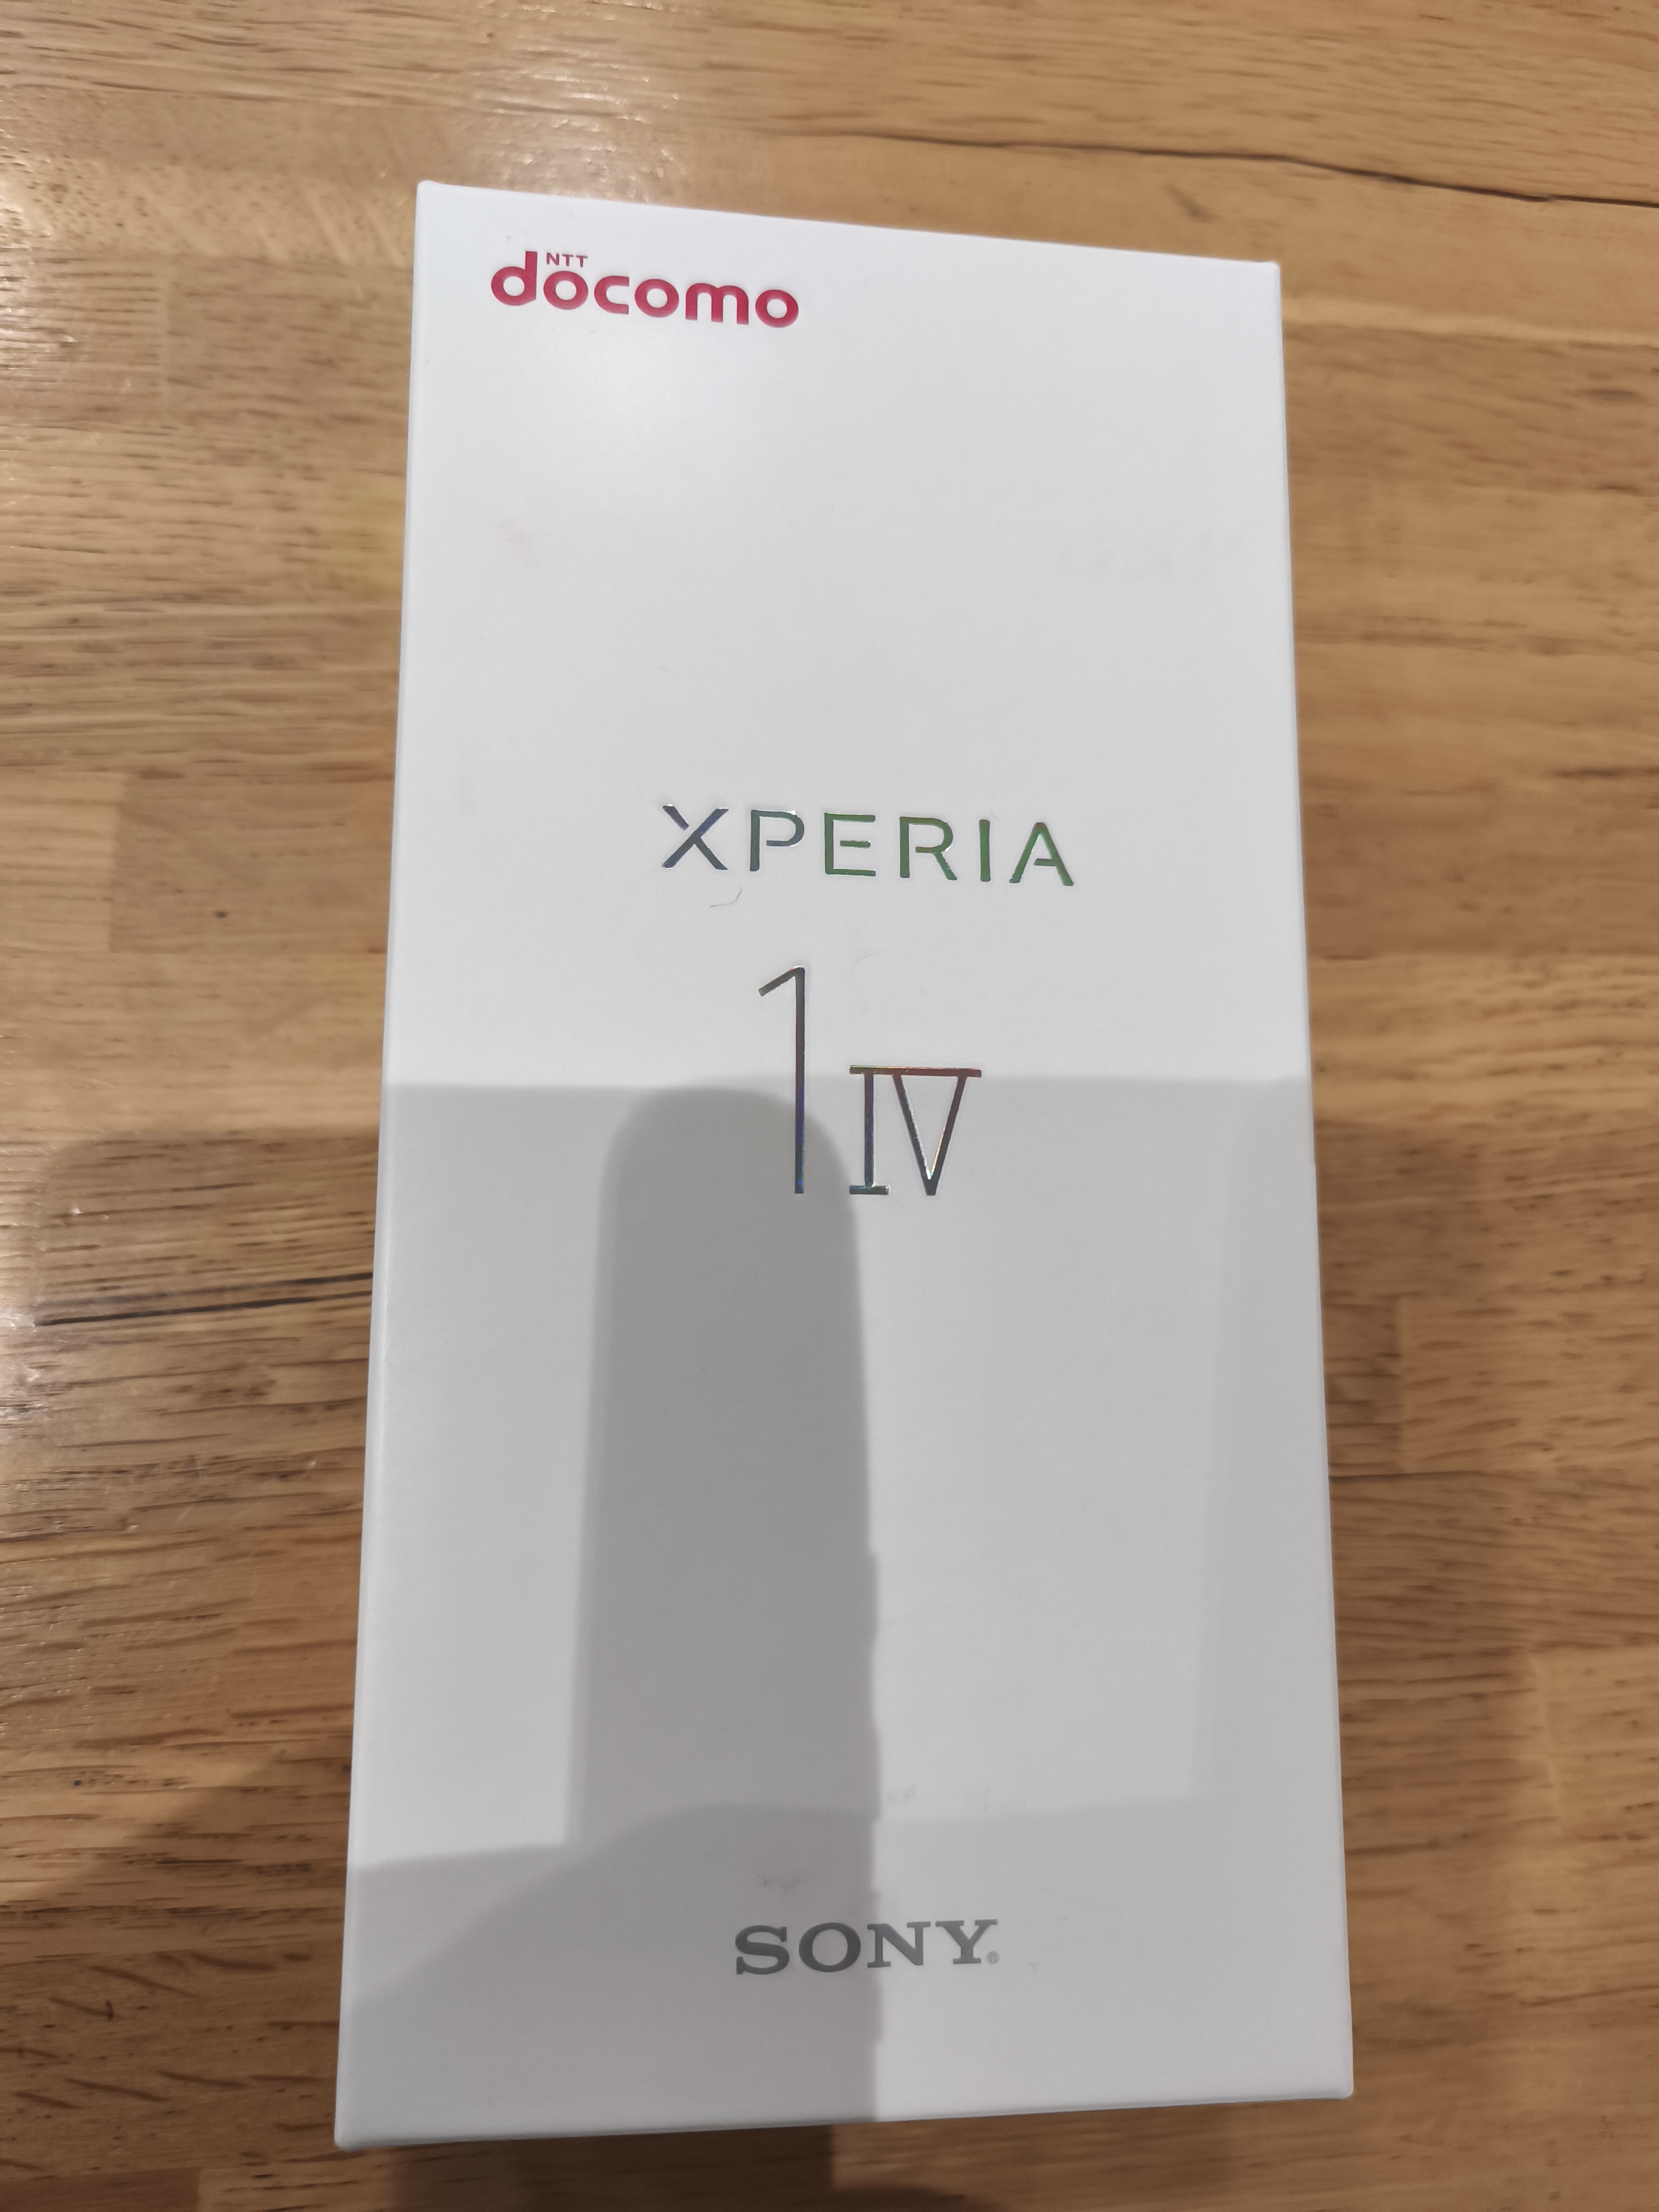 NTT
docomo
XPERIA
1 IV
SONY®